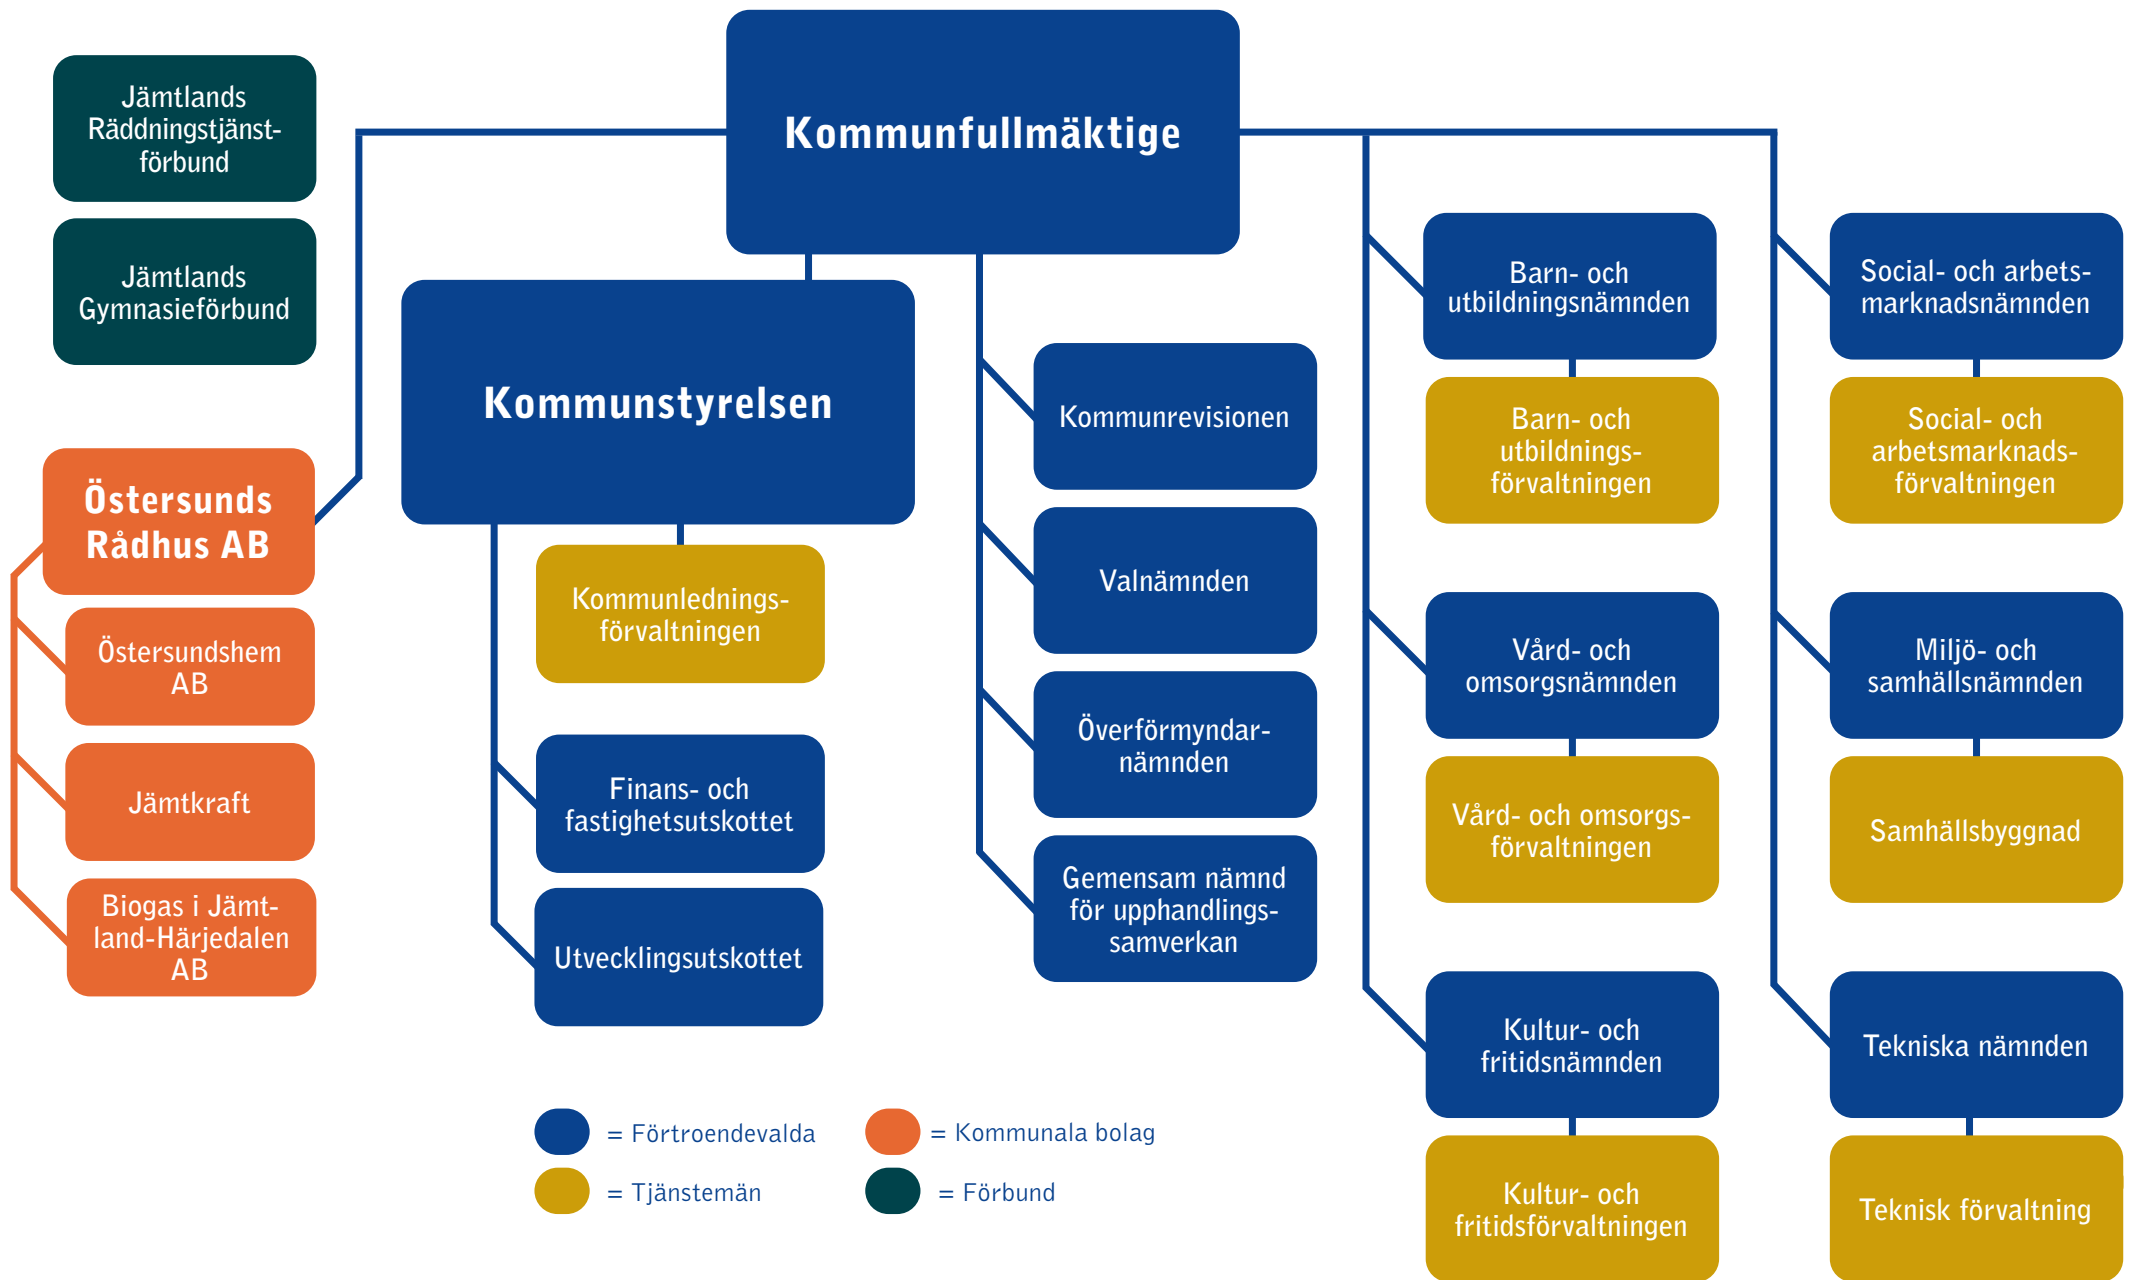 Kommunfullmäktige
Jämtlands
Räddningstjänst-
förbund
Jämtlands
Gymnasieförbund
Östersunds
Rådhus AB
Östersundshem
AB
Jämtkraft
Biogas i Jämt-
land-Härjedalen
AB
Kommunstyrelsen
Kommunlednings-
förvaltningen
Finans- och
fastighetsutskottet
Utvecklingsutskottet
Kommunrevisionen
Valnämnden
Överförmyndar-
nämnden
Gemensam nämnd
för upphandlings-
samverkan
Barn- och
utbildningsnämnden
Barn- och
utbildnings-
förvaltningen
Vård- och
omsorgsnämnden
Vård- och omsorgs-
förvaltningen
Kultur- och
fritidsnämnden
Kultur- och
fritidsförvaltningen
Social- och arbets-
marknadsnämnden
Social- och
arbetsmarknads-
förvaltningen
Miljö- och
samhällsnämnden
Samhällsbyggnad
Tekniska nämnden
Teknisk förvaltning
= Förtroendevalda
= Kommunala bolag
= Tjänstemän
= Förbund